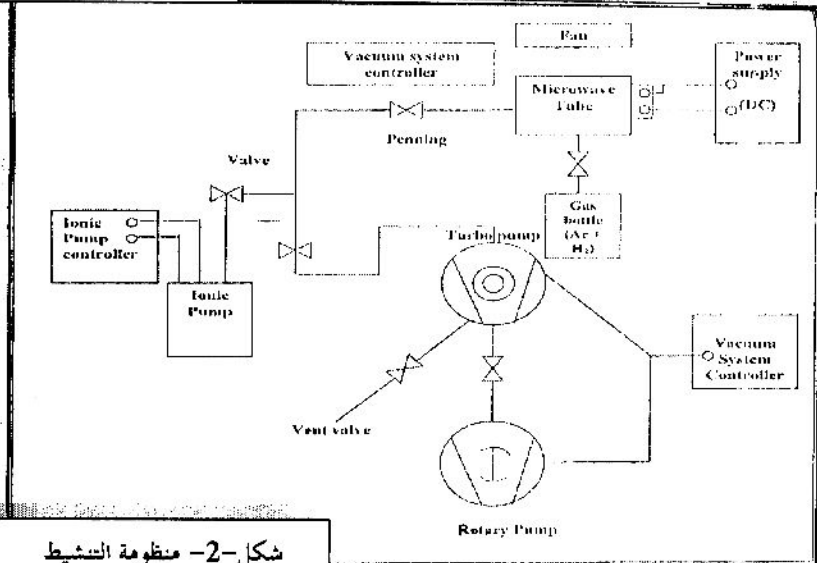 Fan
Vacuum system
controller
Power
supply
(DC)
Microwave
Tube
Penning
Valve
Gas
bottle
(Ar +
H₂)
Ionic
Pump
controller
Turbo pump
Ionic
Pump
Vacuum
System
Controller
Vent valve
Rotary Pump
شكل -2- منظومة التنشيط